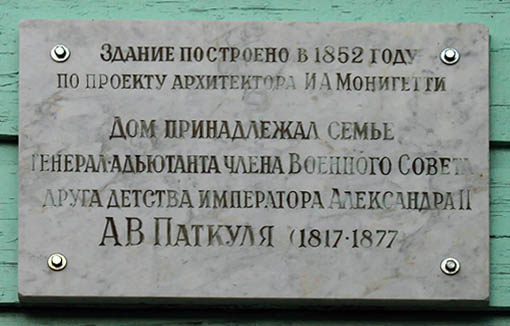 Здание построено в 1852 году
по проекту архитектора И А Монигетти
Дом принадлежал семье
генерал-адьютанта члена Военного Совета
друга детства императора Александра II
А В Паткуля (1817-1877)